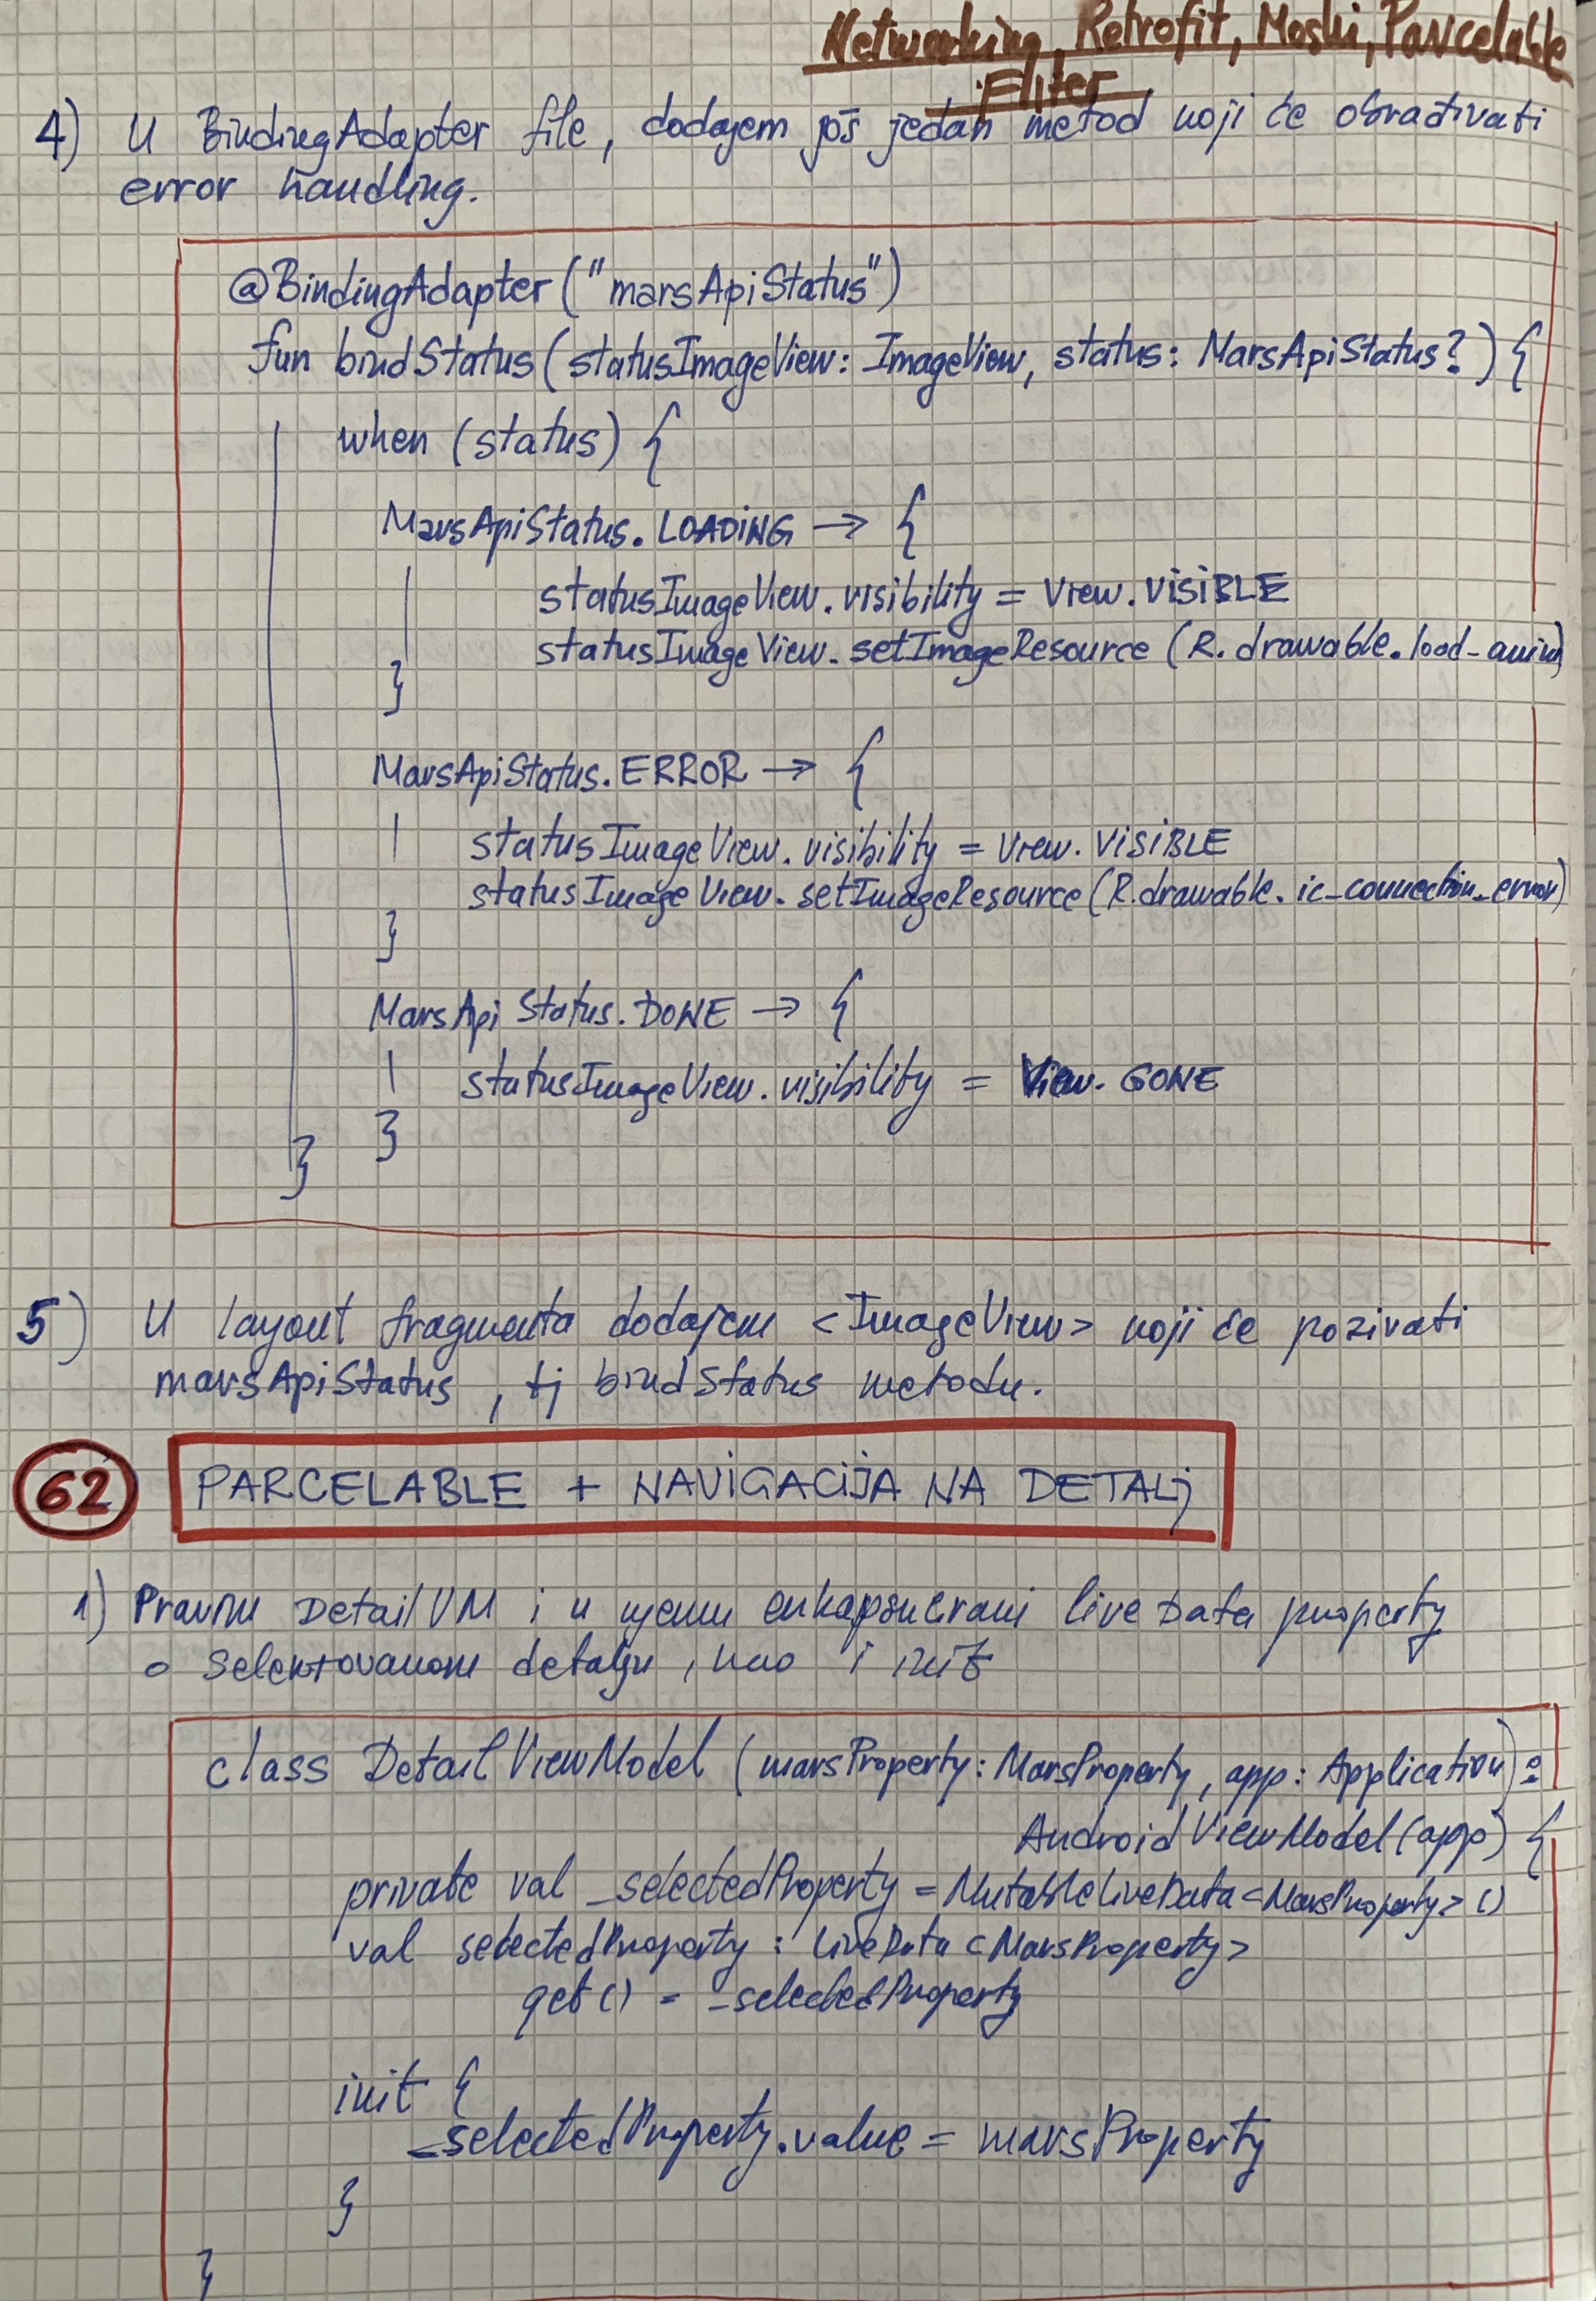 Networking, Retrofit, Moshi, Parcelable
Filter
4) U BindingAdapter file, dodajem još jedan metod koji će obrađivati
error handling.
@BindingAdapter("marsApiStatus")
fun bindStatus(statusImageView: ImageView, status: MarsApiStatus?) {
when (status) {
MarsApiStatus.LOADING → {
statusImageView.visibility = View.VISIBLE
statusImageView.setImageResource (R.drawable.load_anim)
}
MarsApiStatus.ERROR → {
statusImageView.visibility = View.VISIBLE
statusImageView.setImageResource (R.drawable.ic_connection_error)
}
MarsApiStatus.DONE → {
statusImageView.visibility = View.GONE
}
}
5) U layout fragmenta dodajem <ImageView> koji će pozivati
marsApiStatus, tj bindStatus metodu.
62 PARCELABLE + NAVIGACIJA NA DETALJ
1) Pravim DetailVM i u njemu enkapsulirani liveData property
o selektovanom detalju, kao i init
class DetailViewModel (marsProperty: MarsProperty, app: Application):
AndroidViewModel(app) {
private val _selectedProperty = MutableLiveData<MarsProperty>()
val selectedProperty: LiveData<MarsProperty>
get() = _selectedProperty
init {
_selectedProperty.value = marsProperty
}
}